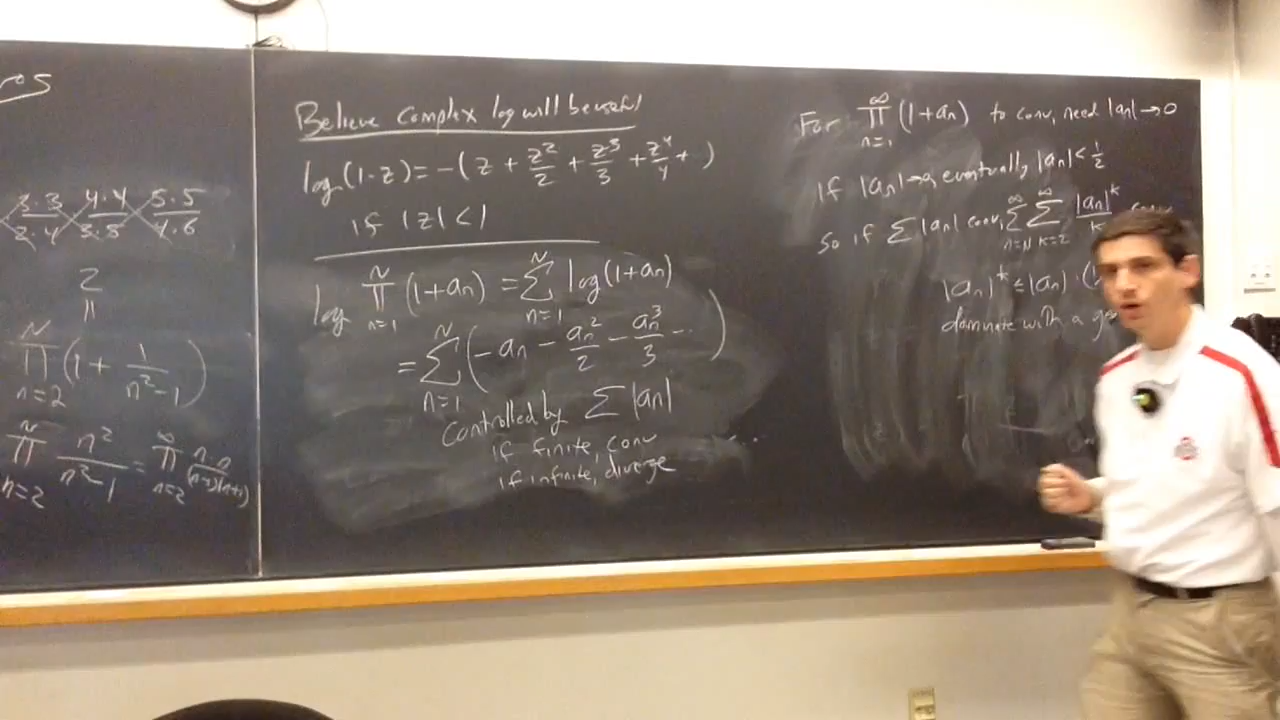 ros
3·3/2·4 4·4/3·5 5·5/4·6
2
=
N ∏ n=2 (1 + 1/(n²-1))
N ∏ n=2 n²/(n²-1) = ∞ ∏ n=2 n·n/((n-1)(n+1))
Believe complex log will be useful
log(1-z) = -(z + z²/2 + z³/3 + z⁴/4 + )
if |z| < 1
log N ∏ n=1 (1+an) = N ∑ n=1 log(1+an)
= N ∑ n=1 (-an - an²/2 - an³/3 - ..)
Controlled by ∑ |an|
if finite, conv
if infinite, diverge
For ∞ ∏ n=1 (1+an) to conv, need |an| → 0
If |an| → 0, eventually |an| < 1/2
So if ∑ |an| conv, ∞ ∑ n=N ∞ ∑ k=2 |an|^k/k
|an|^k ≤ |an| · (
dominate with a